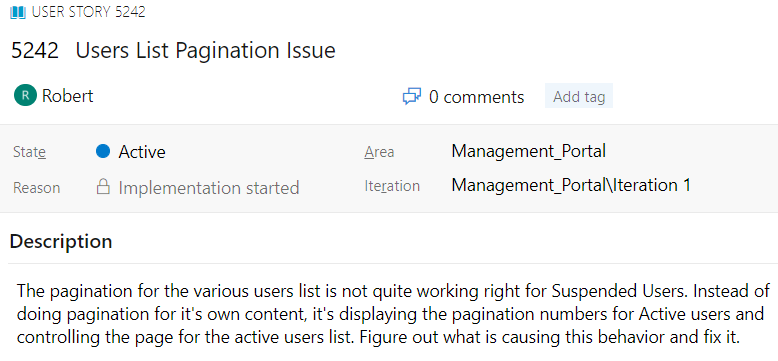 USER STORY 5242
5242 Users List Pagination Issue
R Robert 0 comments Add tag
State Active Area Management_Portal
Reason Implementation started Iteration Management_Portal\Iteration 1
Description
The pagination for the various users list is not quite working right for Suspended Users. Instead of
doing pagination for it's own content, it's displaying the pagination numbers for Active users and
controlling the page for the active users list. Figure out what is causing this behavior and fix it.